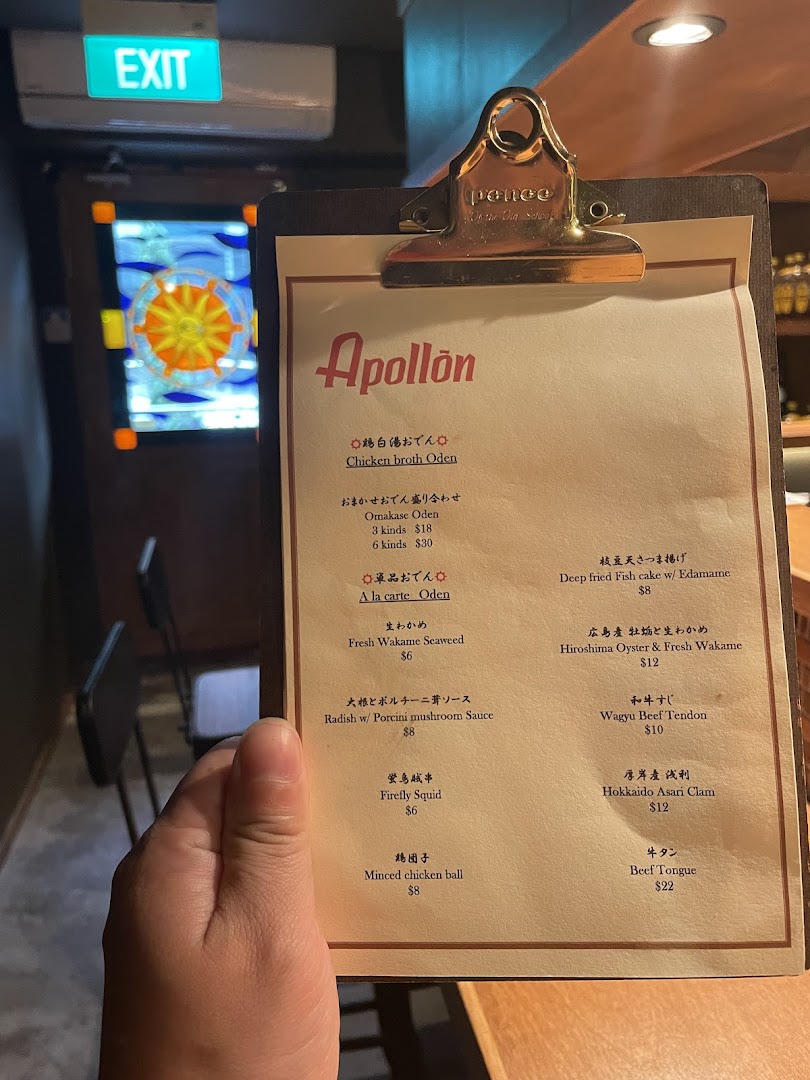 EXIT
penco
Apollōn
鶏白湯おでん
Chicken broth Oden
おまかせおでん盛り合わせ
Omakase Oden
3 kinds $18
6 kinds $30
単品おでん
A la carte Oden
生わかめ
Fresh Wakame Seaweed
$6
大根とポルチーニ茸ソース
Radish w/ Porcini mushroom Sauce
$8
蛍烏賊串
Firefly Squid
$6
鶏団子
Minced chicken ball
$8
枝豆天さつま揚げ
Deep fried Fish cake w/ Edamame
$8
広島産 牡蛎と生わかめ
Hiroshima Oyster & Fresh Wakame
$12
和牛すじ
Wagyu Beef Tendon
$10
厚岸産 浅利
Hokkaido Asari Clam
$12
牛タン
Beef Tongue
$22